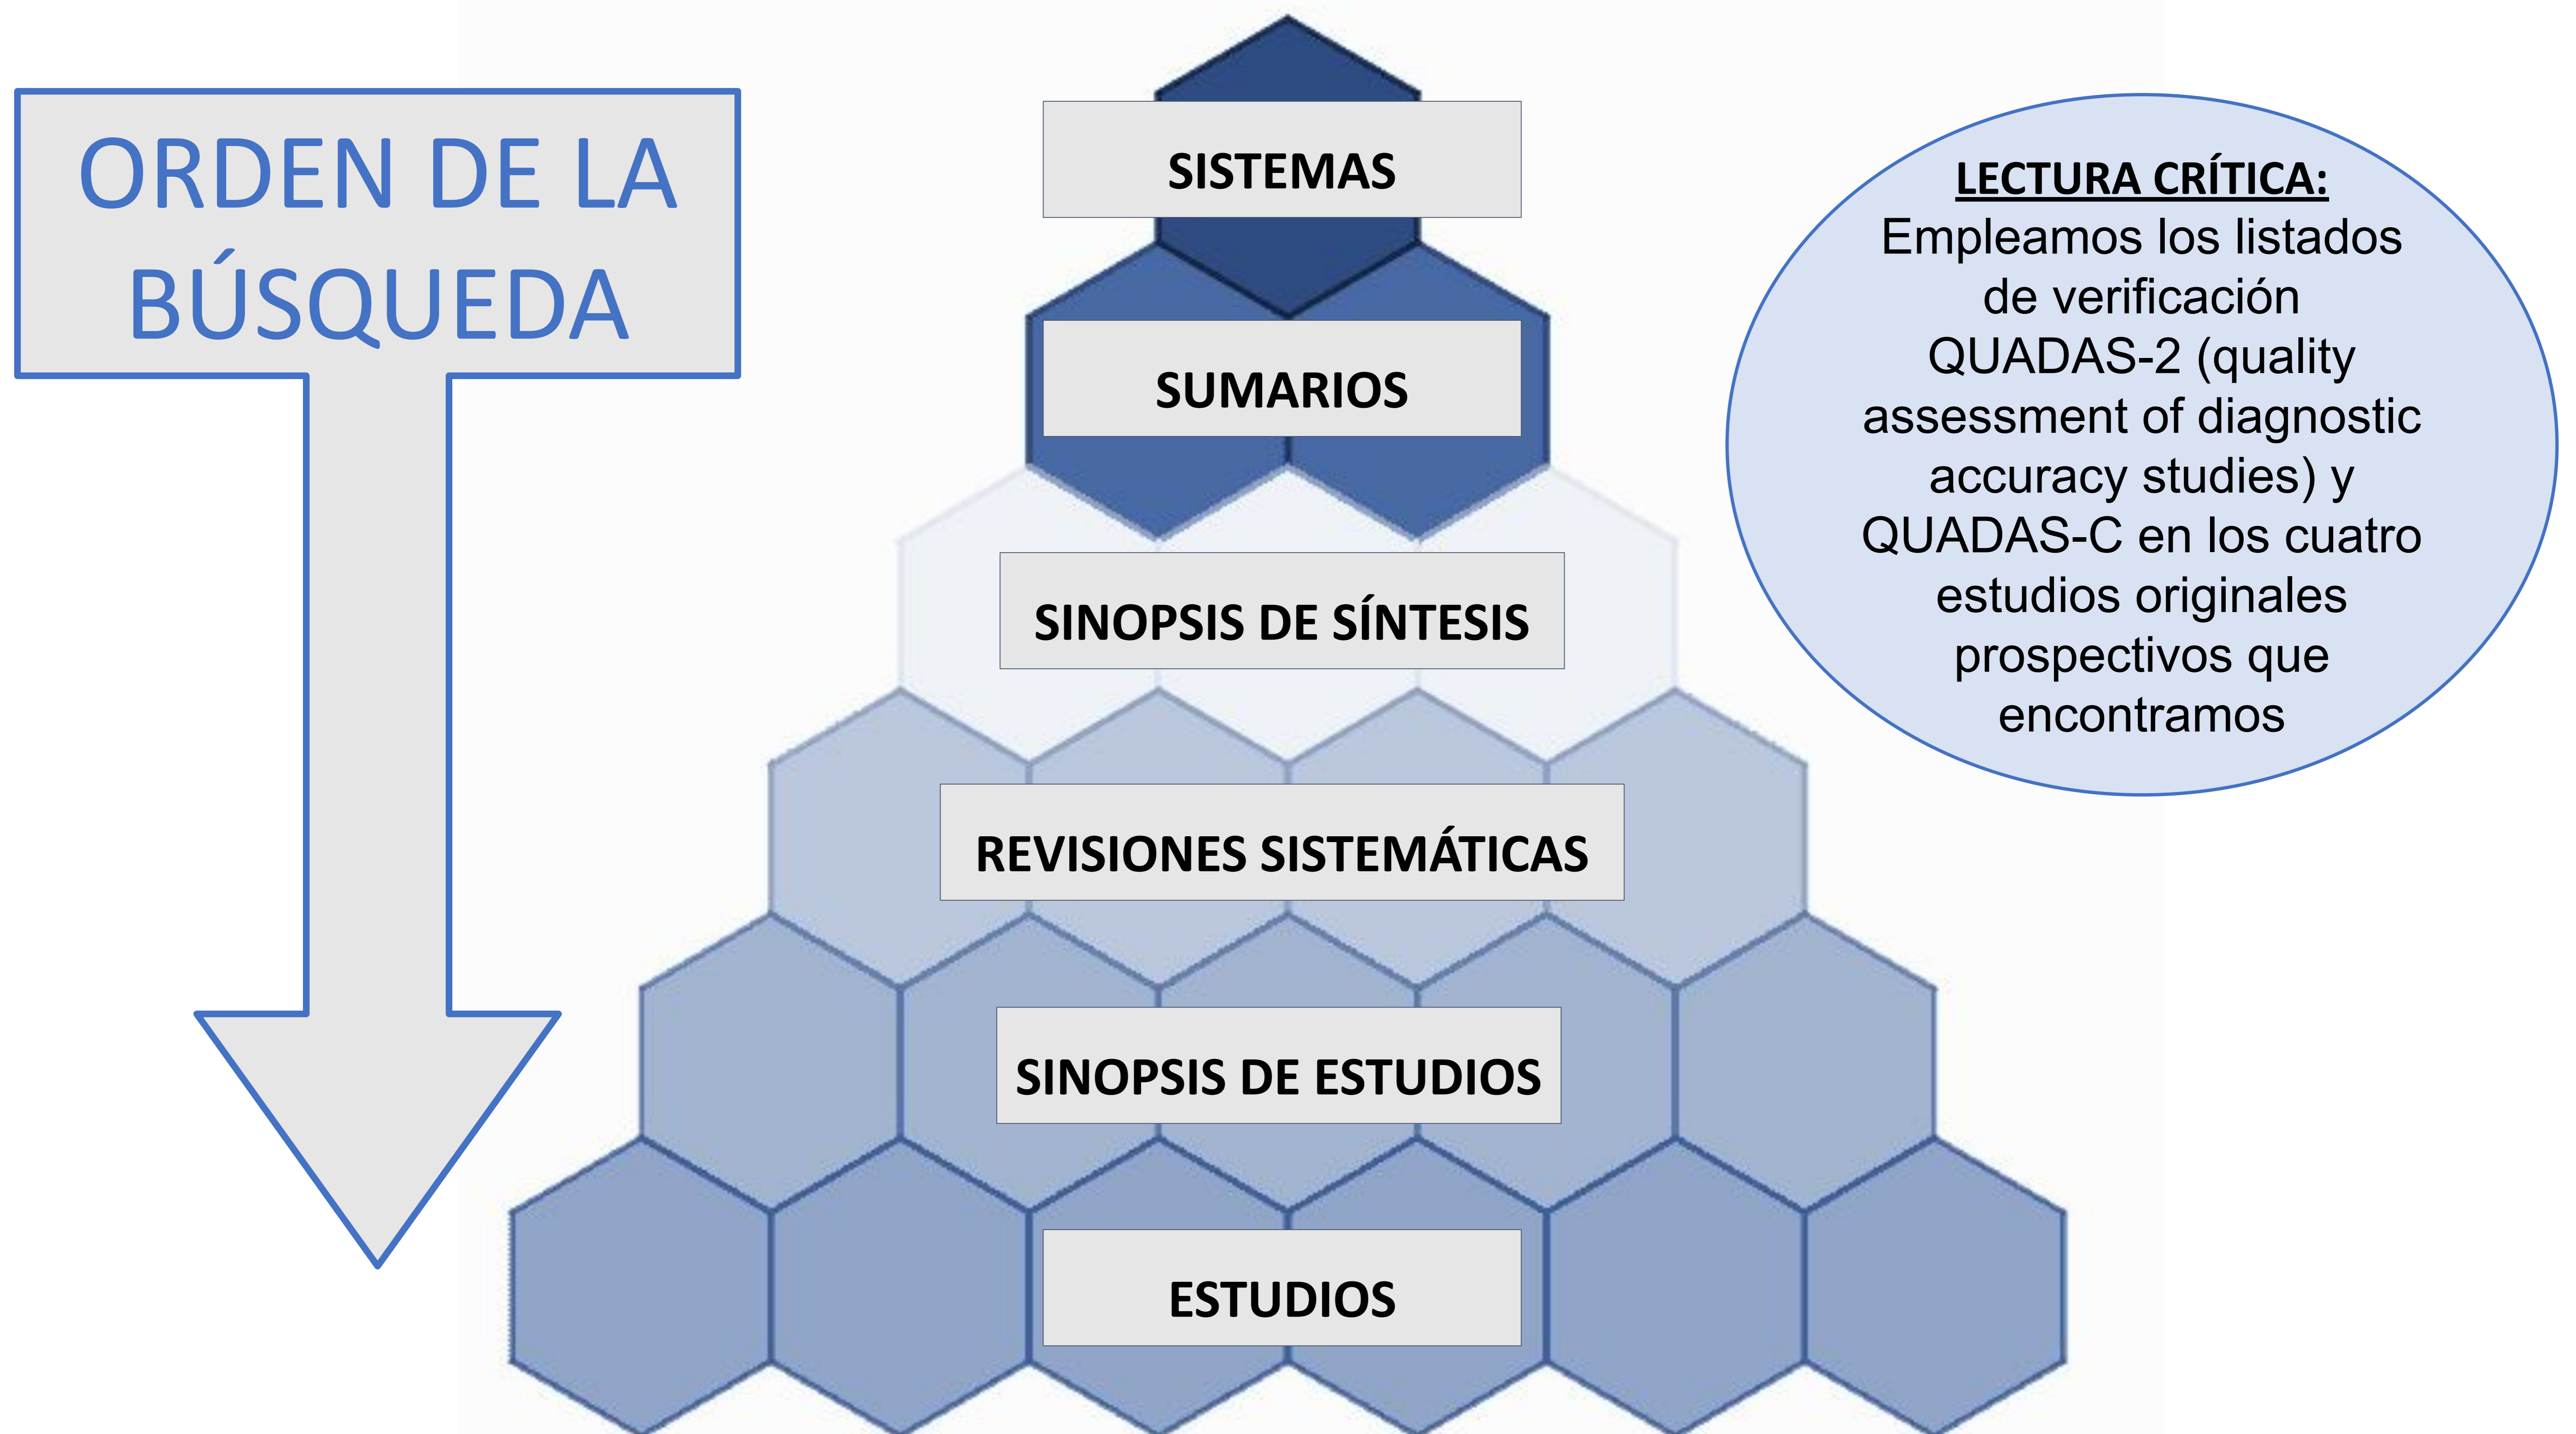 ORDEN DE LA
BÚSQUEDA
SISTEMAS
SUMARIOS
SINOPSIS DE SÍNTESIS
REVISIONES SISTEMÁTICAS
SINOPSIS DE ESTUDIOS
ESTUDIOS
LECTURA CRÍTICA:
Empleamos los listados
de verificación
QUADAS-2 (quality
assessment of diagnostic
accuracy studies) y
QUADAS-C en los cuatro
estudios originales
prospectivos que
encontramos